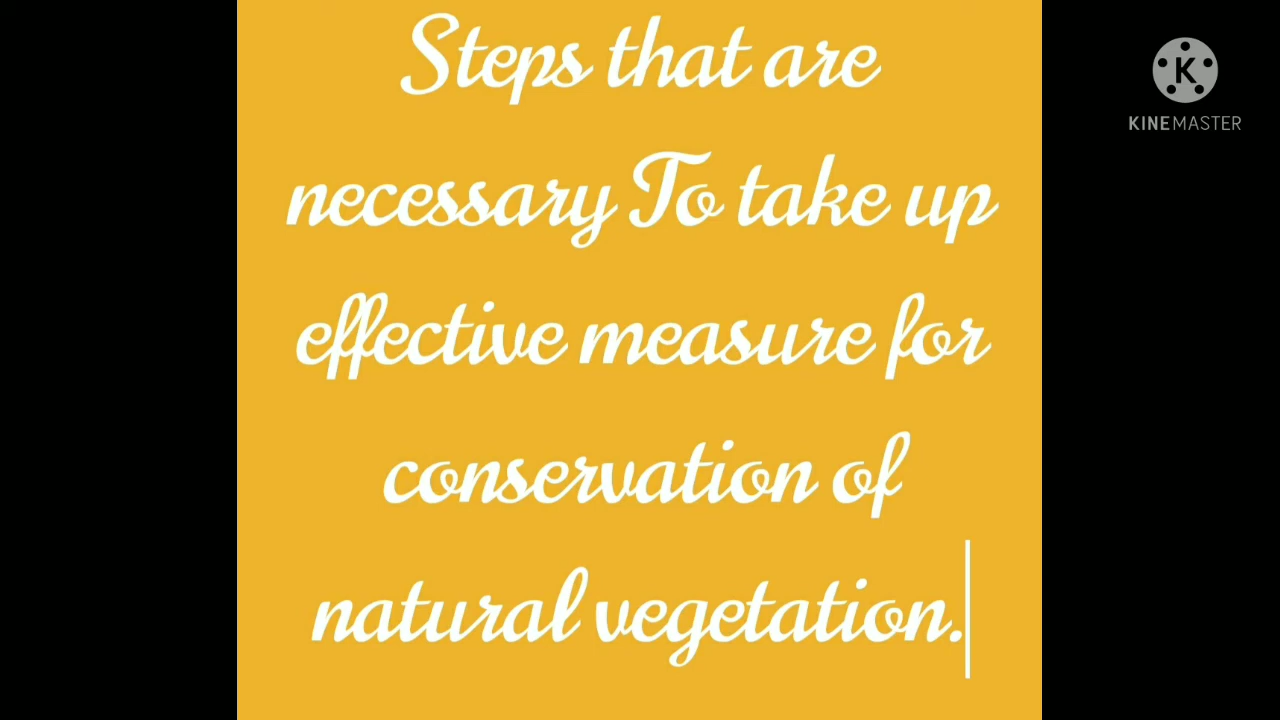 Steps that are
necessary To take up
effective measure for
conservation of
natural vegetation.
K
KINEMASTER